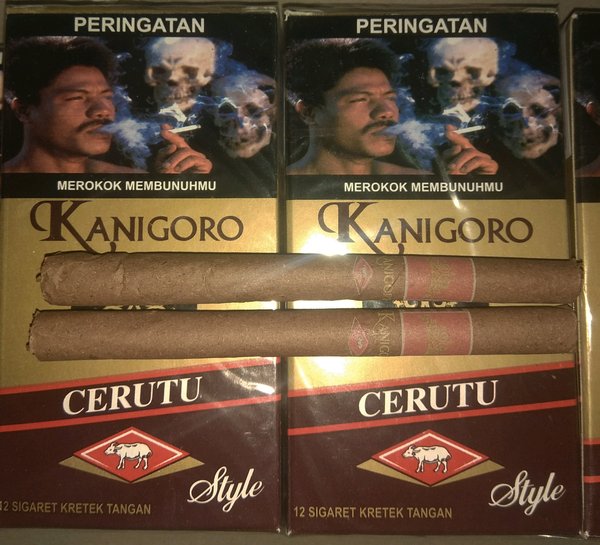 PERINGATAN
MEROKOK MEMBUNUHMU
KANIGORO
CERUTU
Style
12 SIGARET KRETEK TANGAN
PERINGATAN
MEROKOK MEMBUNUHMU
KANIGORO
CERUTU
Style
12 SIGARET KRETEK TANGAN